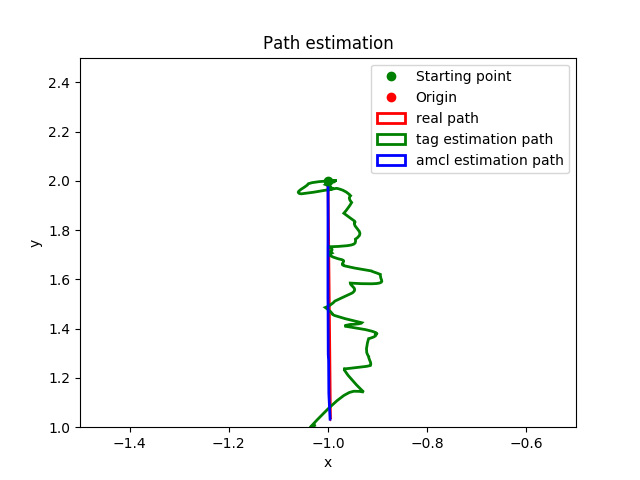 Path estimation
Starting point
Origin
real path
tag estimation path
amcl estimation path
2.4
2.2
2.0
1.8
1.6
1.4
1.2
1.0
y
−1.4
−1.2
−1.0
−0.8
−0.6
x